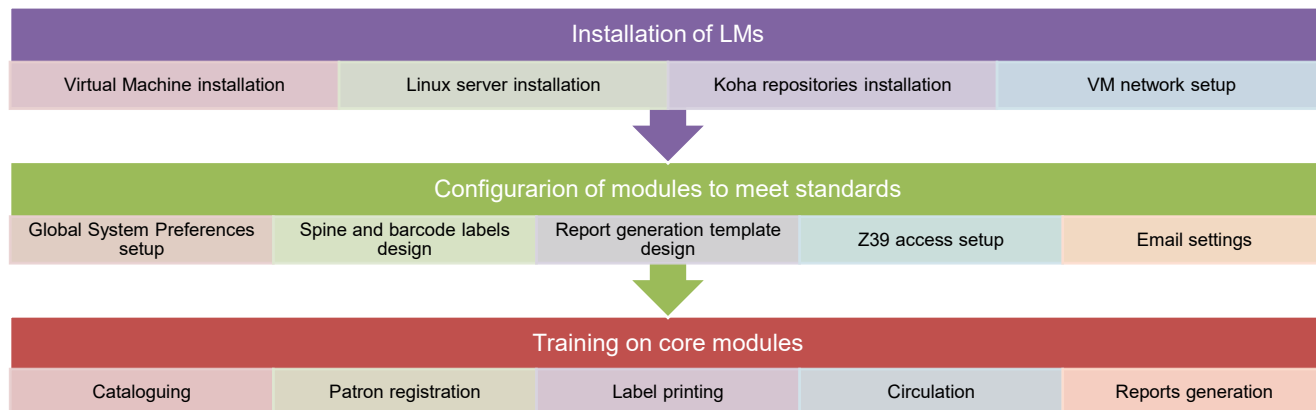 Installation of LMs
Virtual Machine installation
Linux server installation
Koha repositories installation
VM network setup
Configurarion of modules to meet standards
Global System Preferences
setup
Spine and barcode labels
design
Report generation template
design
Z39 access setup
Email settings
Training on core modules
Cataloguing
Patron registration
Label printing
Circulation
Reports generation